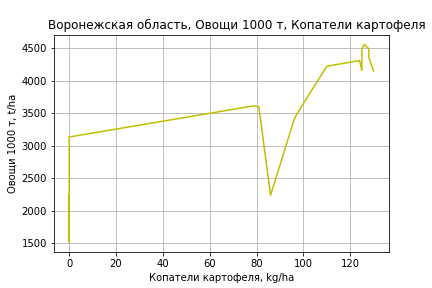 Воронежская область, Овощи 1000 т, Копатели картофеля
4500
4000
3500
3000
2500
2000
1500
Овощи 1000 т, t/ha
0 20 40 60 80 100 120
Копатели картофеля, kg/ha